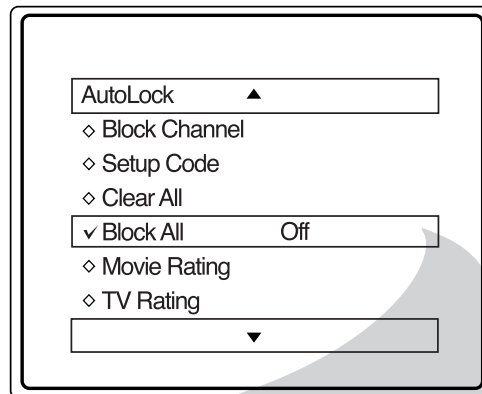 AutoLock ▲
◇ Block Channel
◇ Setup Code
◇ Clear All
✓ Block All Off
◇ Movie Rating
◇ TV Rating
▼